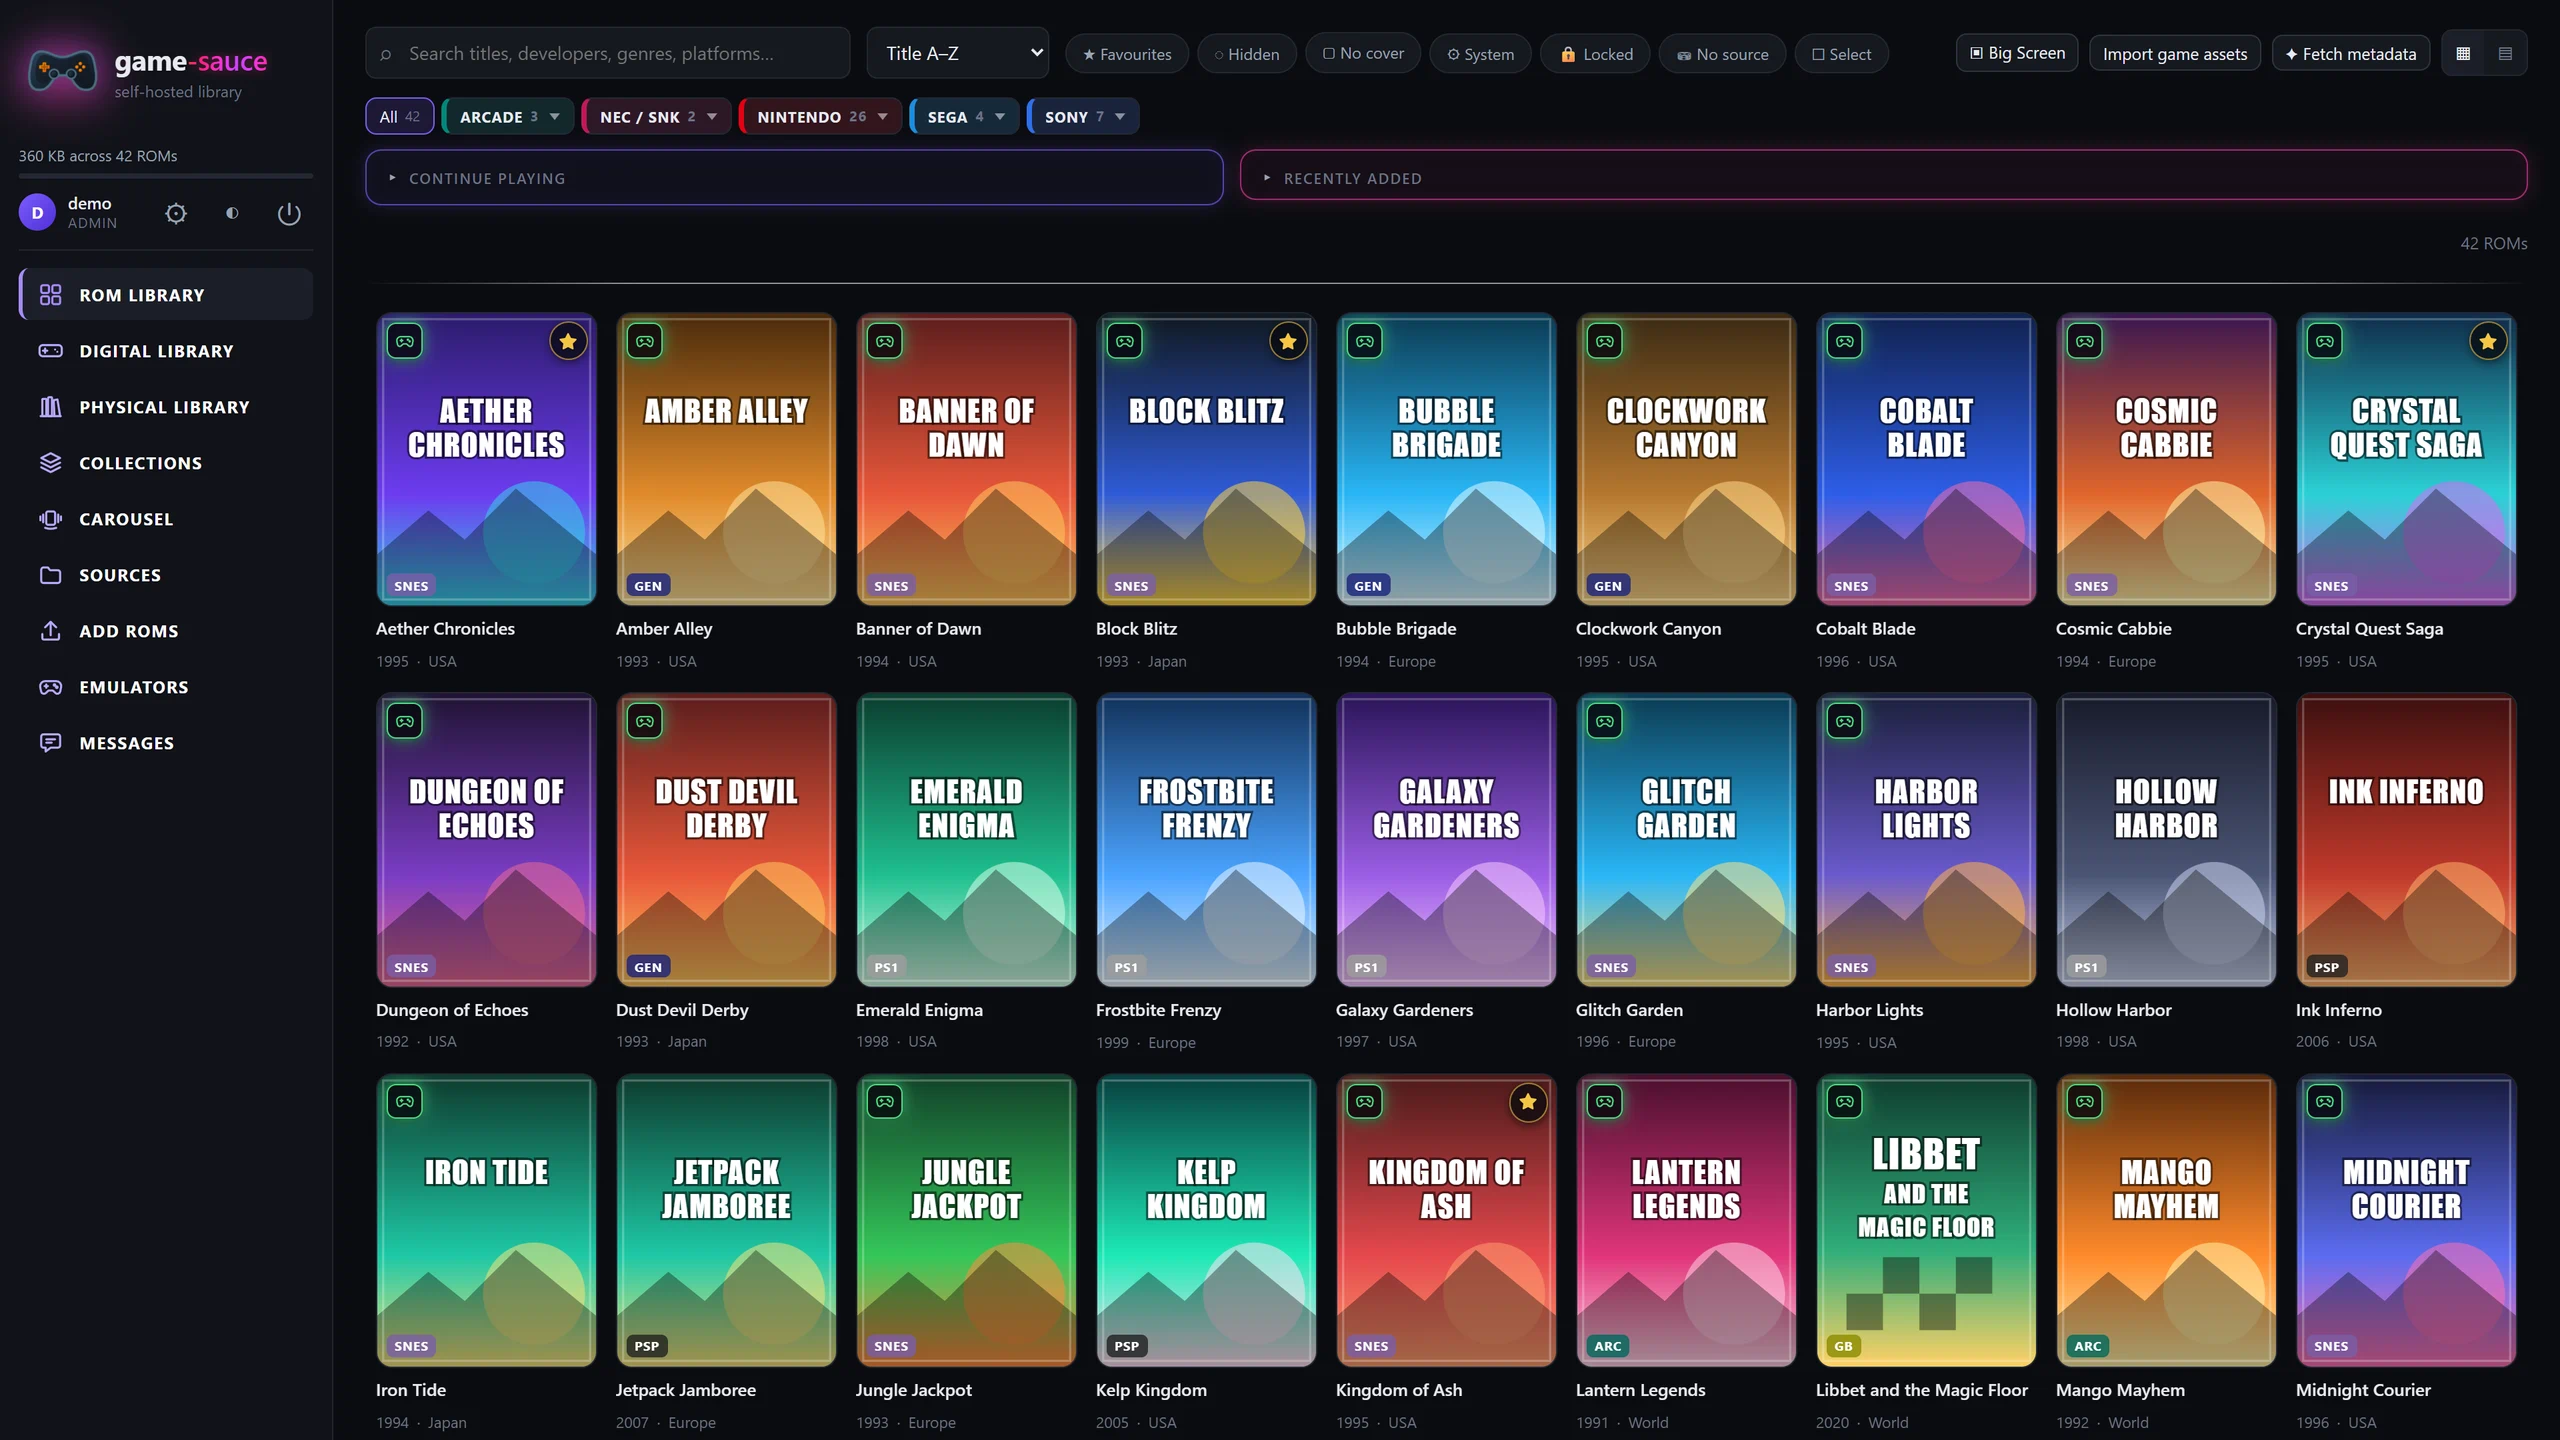 game-sauce
self-hosted library
360 KB across 42 ROMs
D
demo
ADMIN
ROM LIBRARY
DIGITAL LIBRARY
PHYSICAL LIBRARY
COLLECTIONS
CAROUSEL
SOURCES
ADD ROMS
EMULATORS
MESSAGES
Search titles, developers, genres, platforms...
Title A–Z
★ Favourites
Hidden
No cover
System
Locked
No source
Select
Big Screen
Import game assets
Fetch metadata
All 42
ARCADE 3
NEC / SNK 2
NINTENDO 26
SEGA 4
SONY 7
CONTINUE PLAYING
RECENTLY ADDED
42 ROMs
AETHER
CHRONICLES
SNES
Aether Chronicles
1995 · USA
AMBER ALLEY
GEN
Amber Alley
1993 · USA
BANNER OF
DAWN
SNES
Banner of Dawn
1994 · USA
BLOCK BLITZ
SNES
Block Blitz
1993 · Japan
BUBBLE
BRIGADE
GEN
Bubble Brigade
1994 · Europe
CLOCKWORK
CANYON
GEN
Clockwork Canyon
1995 · USA
COBALT
BLADE
SNES
Cobalt Blade
1996 · USA
COSMIC
CABBIE
SNES
Cosmic Cabbie
1994 · Europe
CRYSTAL
QUEST SAGA
SNES
Crystal Quest Saga
1995 · USA
DUNGEON OF
ECHOES
SNES
Dungeon of Echoes
1992 · USA
DUST DEVIL
DERBY
GEN
Dust Devil Derby
1993 · Japan
EMERALD
ENIGMA
PS1
Emerald Enigma
1998 · USA
FROSTBITE
FRENZY
PS1
Frostbite Frenzy
1999 · Europe
GALAXY
GARDENERS
PS1
Galaxy Gardeners
1997 · USA
GLITCH
GARDEN
SNES
Glitch Garden
1996 · Europe
HARBOR
LIGHTS
SNES
Harbor Lights
1995 · USA
HOLLOW
HARBOR
PS1
Hollow Harbor
1998 · USA
INK INFERNO
PSP
Ink Inferno
2006 · USA
IRON TIDE
SNES
Iron Tide
1994 · Japan
JETPACK
JAMBOREE
PSP
Jetpack Jamboree
2007 · Europe
JUNGLE
JACKPOT
SNES
Jungle Jackpot
1993 · Europe
KELP
KINGDOM
PSP
Kelp Kingdom
2005 · USA
KINGDOM OF
ASH
SNES
Kingdom of Ash
1995 · USA
LANTERN
LEGENDS
ARC
Lantern Legends
1991 · World
LIBBET
AND THE
MAGIC FLOOR
GB
Libbet and the Magic Floor
2020 · World
MANGO
MAYHEM
ARC
Mango Mayhem
1992 · World
MIDNIGHT
COURIER
SNES
Midnight Courier
1996 · USA